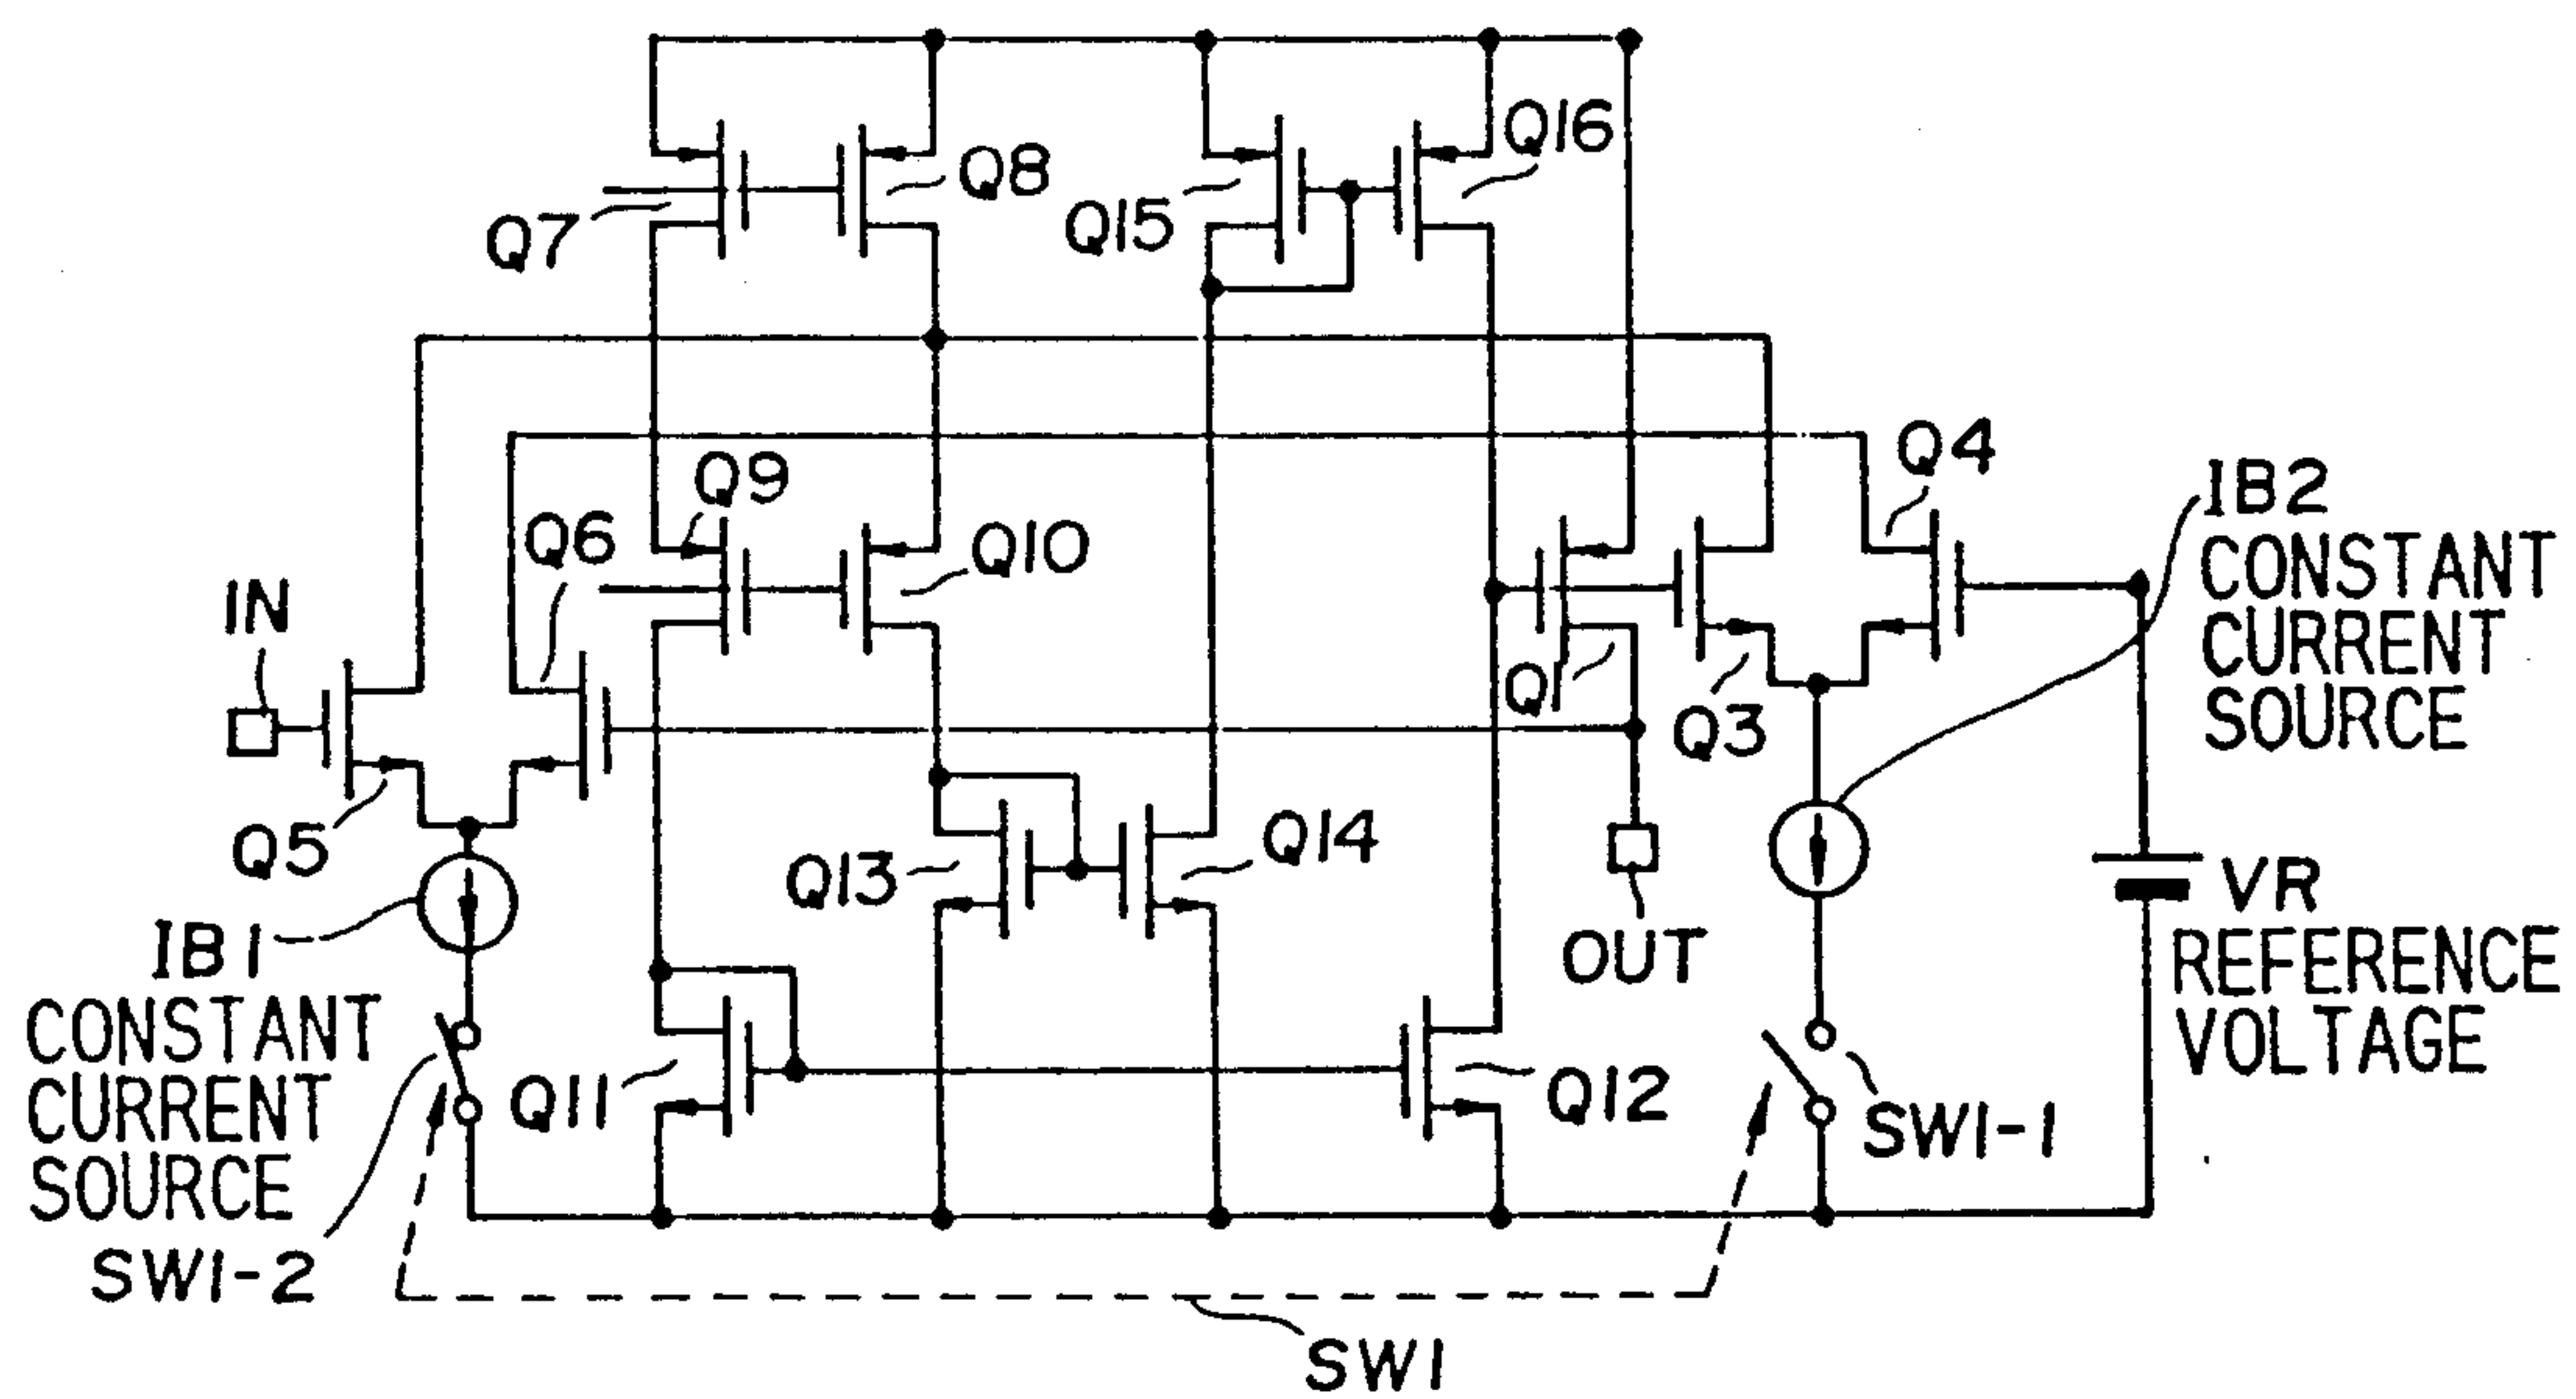 Q16
Q8
Q15
Q7
Q4
Q9
IB2
CONSTANT
CURRENT
SOURCE
Q6
Q10
IN
Q1
Q3
Q5
Q14
Q13
VR
REFERENCE
VOLTAGE
IB1
CONSTANT
CURRENT
SOURCE
OUT
Q11
Q12
SW1-1
SW1-2
SW1